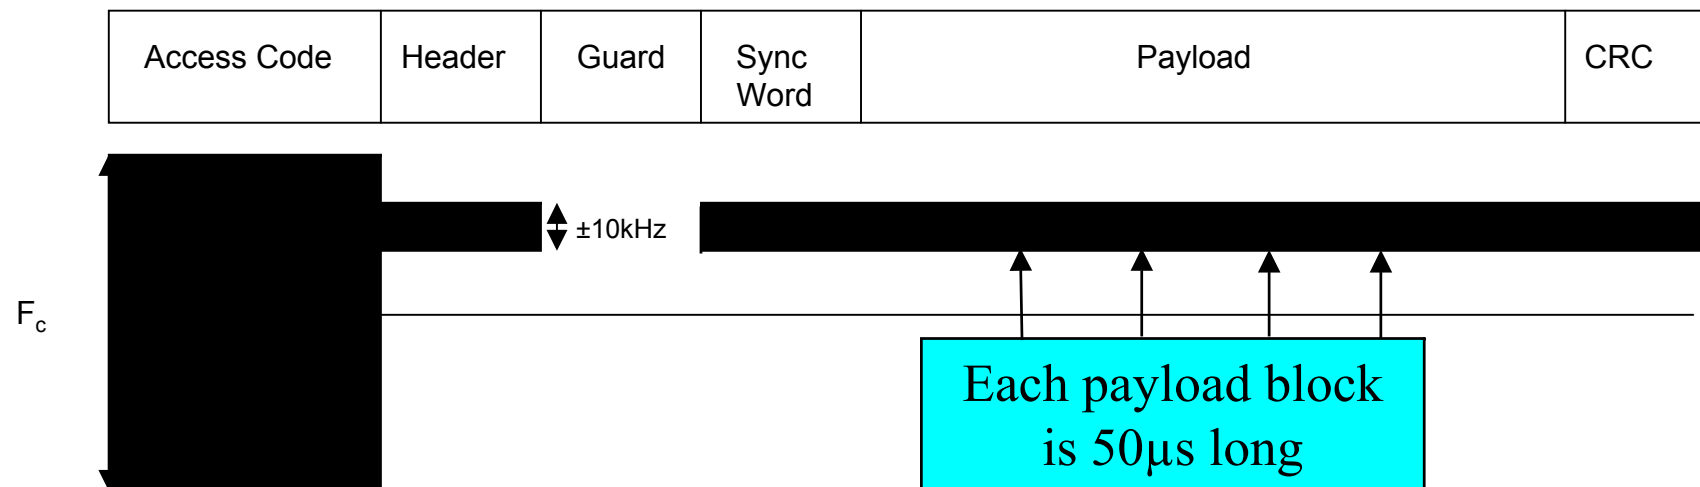 Access Code
Header
Guard
Sync
Word
Payload
CRC
±10kHz
Fc
Each payload block
is 50µs long